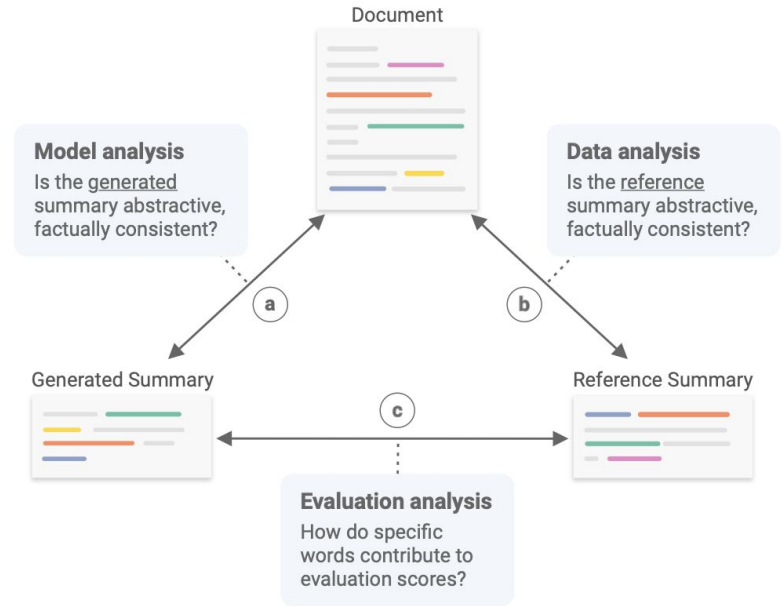 Document
Model analysis
Is the generated
summary abstractive,
factually consistent?
Data analysis
Is the reference
summary abstractive,
factually consistent?
a
b
Generated Summary
Reference Summary
c
Evaluation analysis
How do specific
words contribute to
evaluation scores?